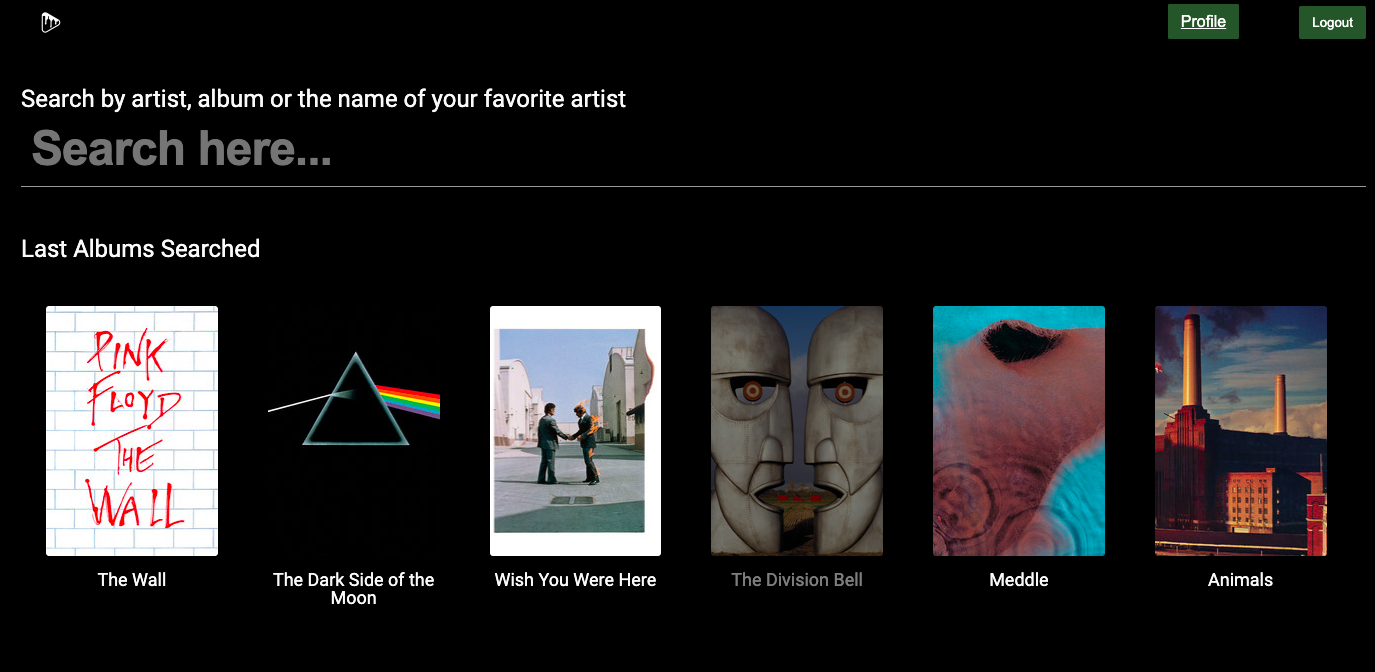 Profile
Logout
Search by artist, album or the name of your favorite artist
Search here...
Last Albums Searched
PINK
FLOYD
THE
WALL
The Wall
The Dark Side of the
Moon
Wish You Were Here
The Division Bell
Meddle
Animals